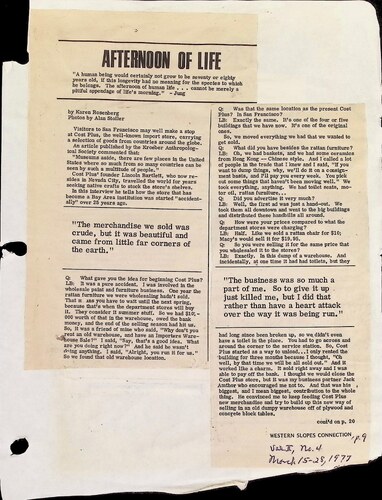 AFTERNOON OF LIFE
"A human being would certainly not grow to be seventy or eighty
years old, if this longevity had no meaning for the species to which
he belongs. The afternoon of human life . . . cannot be merely a
pitiful appendage of life's morning." - Jung
by Karen Rosenberg
Photos by Alan Stoller
Visitors to San Francisco may well make a stop
at Cost Plus, the well-known import store, carrying
a selection of goods from countries around the globe.
An article published by the Kroeber Anthropolog-
ical Society commented that,
"Museums aside, there are few places in the United
States where so much from so many countries can be
seen by such a multitude of people."
Cost Plus' founder Lincoln Bartlett, who now re-
sides in Nevada City, travelled the world for years
seeking native crafts to stock the store's shelves.
In this interview he tells how the store that has
become a Bay Area institution was started "accident-
ally" over 25 years ago.
"The merchandise we sold was
crude, but it was beautiful and
came from little far corners of
the earth."
Q: What gave you the idea for beginning Cost Plus?
LB: It was a pure accident. I was involved in the
wholesale paint and furniture business. One year the
rattan furniture we were wholesaling hadn't sold.
That is as you have to wait until the next spring,
because that's when the department stores will buy
it. They consider it summer stuff. So we had $10,-
000 worth of that in the warehouse, owed the bank
money, and the end of the selling season had hit us.
So, it was a friend of mine who said, "Why don't you
rent an old warehouse, and have an Importers Ware-
house Sale?" I said, "Say, that's a good idea. What
are you doing right now?" And he said he wasn't
doing anything. I said, "Alright, you run it for us."
So we found that old warehouse location.
Q: Was that the same location as the present Cost
Plus? In San Francisco?
LB: Exactly the same. It's one of the four or five
buildings that we have now. It's one of the original
ones.
So, we moved everything we had that we wanted to
get sold.
Q: What did you have besides the rattan furniture?
LB: Oh, we had baskets, and we had some ceramics
from Hong Kong -- Chinese style. And I called a lot
of people in the trade that I knew and I said, "If you
want to dump things, why, we'll do it on a consign-
ment basis, and I'll pay you every week. You pick
out some things that haven't been moving well." We
took everything, anything. We had toilet seats, mo-
tor oil, rattan furniture...
Q: Did you advertise it very much?
LB: Well, the first ad was just a hand-out. We
took them all downtown and went to the big buildings
and distributed these handbills all around.
Q: How were your prices compared to what the
department stores were charging?
LB: Half. Like we sold a rattan chair for $10;
Macy's would sell it for $19.95.
Q: So you were selling it for the same price that
you wholesaled it to the stores?
LB: Exactly. In this dump of a warehouse. And
incidentally, at one time it had toilets, but they
"The business was so much a
part of me. So to give it up
just killed me, but I did that
rather than have a heart attack
over the way it was being run."
had long since been broken up, so we didn't even
have a toilet in the place. You had to go across and
around the corner to the service station. So, Cost
Plus started as a way to unload...I only rented the
building for three months because I thought, "Oh
well, by that time we will be all sold out." And it
worked like a charm. It sold right away and I was
able to pay off the bank. I thought we would close the
Cost Plus store, but it was my business partner Jack
Anthor who encouraged me not to. And that was his
biggest, and I mean biggest, contribution to the whole
thing. He convinced me to keep feeding Cost Plus
new merchandise and try to build up this new way of
selling in an old dumpy warehouse off of plywood and
concrete block tables.
cont'd on p. 20
WESTERN SLOPES CONNECTION p. 9
Vol. II, No. 4
March 15-28, 1977